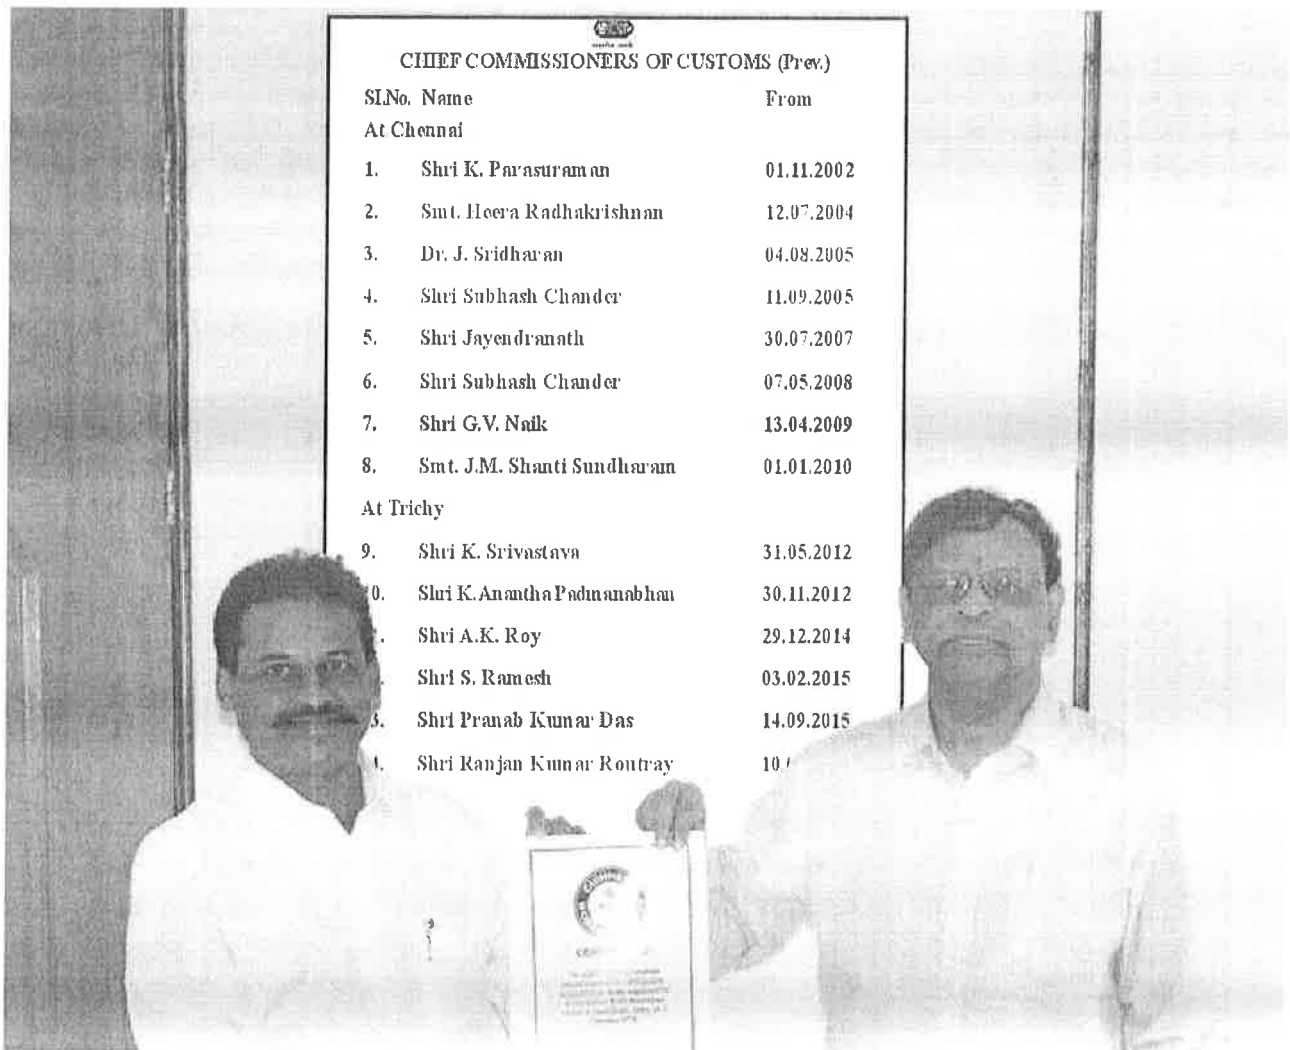 CHIEF COMMISSIONERS OF CUSTOMS (Prev.)
Sl.No. Name From
At Chennai
1. Shri K. Parasuraman 01.11.2002
2. Smt. Heera Radhakrishnan 12.07.2004
3. Dr. J. Sridharan 04.08.2005
4. Shri Subhash Chander 11.09.2005
5. Shri Jayendranath 30.07.2007
6. Shri Subhash Chander 07.05.2008
7. Shri G.V. Naik 13.04.2009
8. Smt. J.M. Shanti Sundharam 01.01.2010
At Trichy
9. Shri K. Srivastava 31.05.2012
0. Shri K. Anantha Padmanabhan 30.11.2012
Shri A.K. Roy 29.12.2014
Shri S. Ramesh 03.02.2015
3. Shri Pranab Kumar Das 14.09.2015
Shri Ranjan Kumar Routray 10.